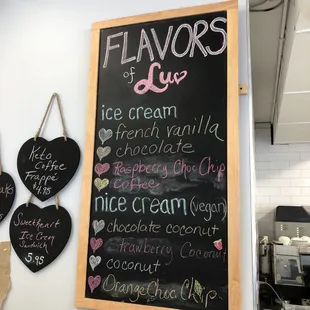 FLAVORS
of Luv
ice cream
french vanilla
chocolate
Raspberry Choc Chip
coffee
nice cream (vegan)
chocolate coconut
Strawberry Coconut
coconut
Orange Choc Chip
Keto
Coffee
Frappé
Sweetheart
Ice Cream
Sandwich
5.95